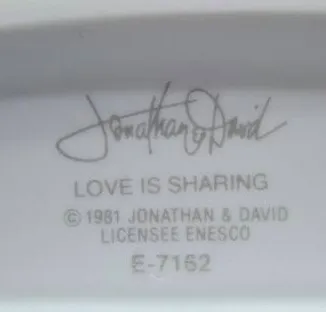 Jonathan & David
LOVE IS SHARING
© 1981 JONATHAN & DAVID
LICENSEE ENESCO
E-7162